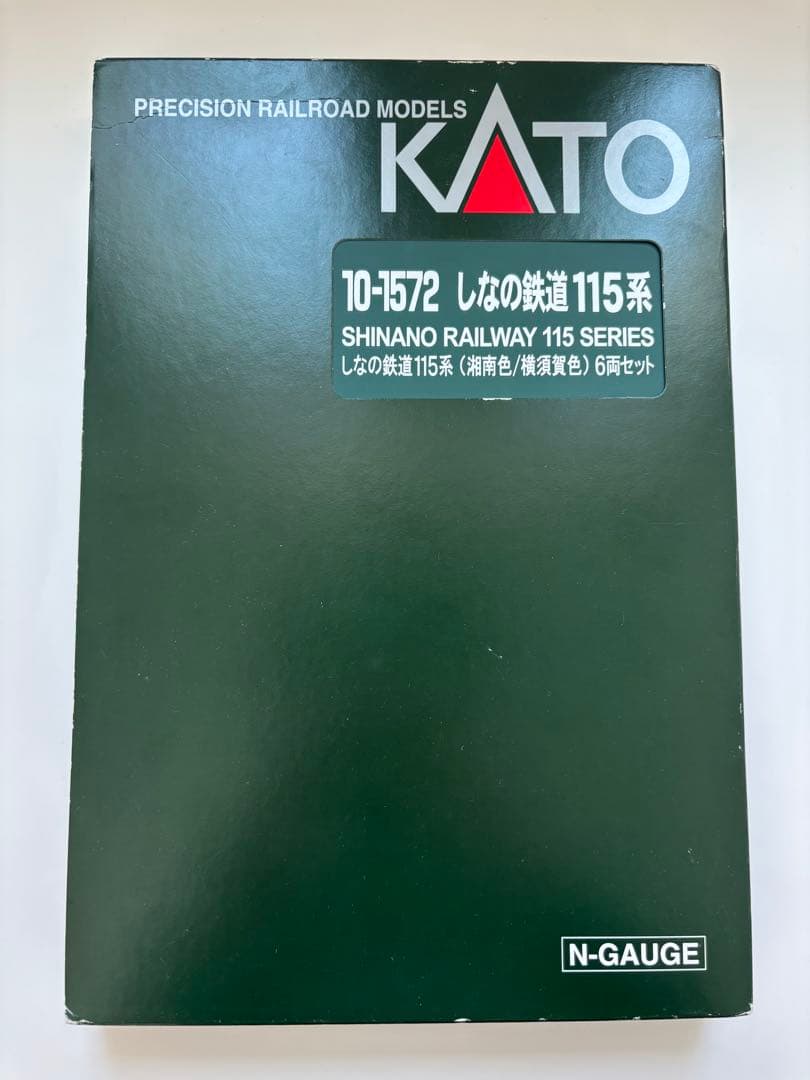 PRECISION RAILROAD MODELS
KATO
10-1572 しなの鉄道115系
SHINANO RAILWAY 115 SERIES
しなの鉄道115系（湘南色/横須賀色）6両セット
N-GAUGE